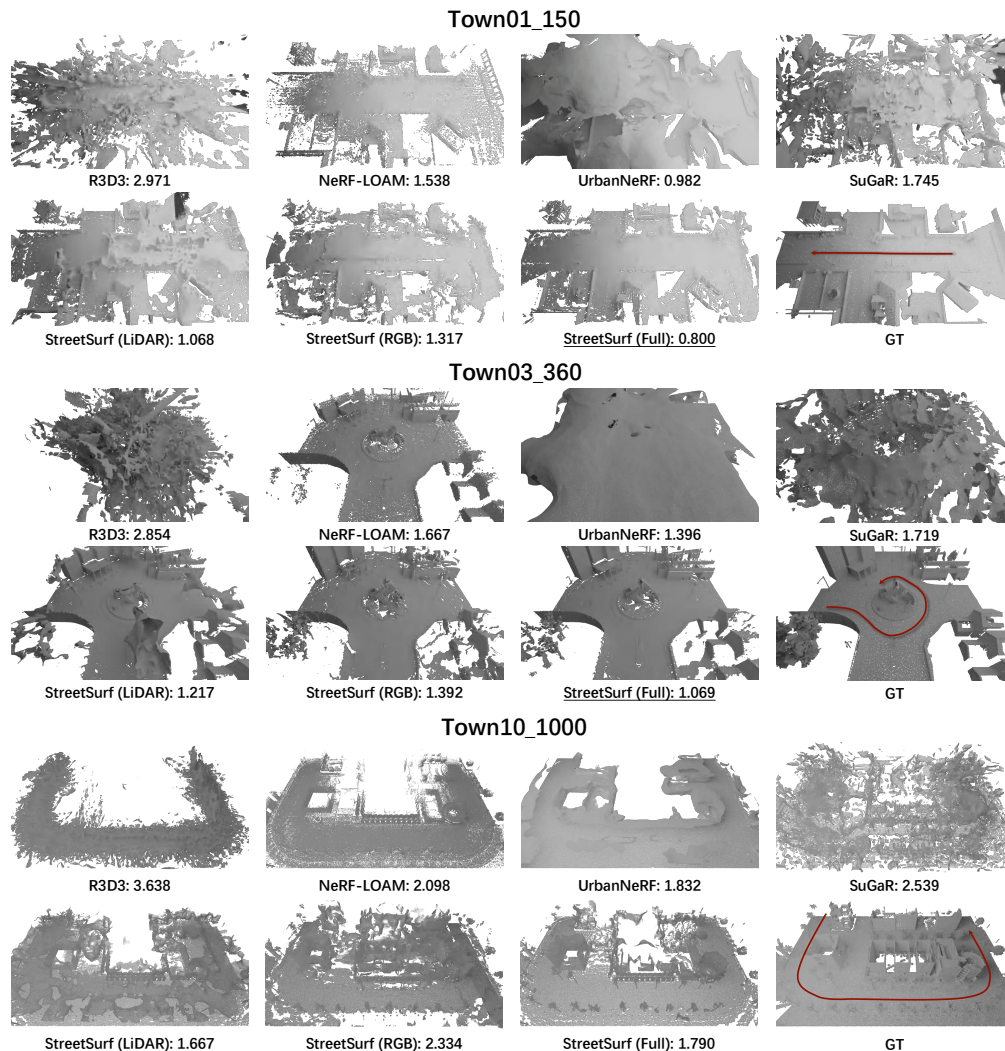 Town01_150
R3D3: 2.971
NeRF-LOAM: 1.538
UrbanNeRF: 0.982
SuGaR: 1.745
StreetSurf (LiDAR): 1.068
StreetSurf (RGB): 1.317
StreetSurf (Full): 0.800
GT
Town03_360
R3D3: 2.854
NeRF-LOAM: 1.667
UrbanNeRF: 1.396
SuGaR: 1.719
StreetSurf (LiDAR): 1.217
StreetSurf (RGB): 1.392
StreetSurf (Full): 1.069
GT
Town10_1000
R3D3: 3.638
NeRF-LOAM: 2.098
UrbanNeRF: 1.832
SuGaR: 2.539
StreetSurf (LiDAR): 1.667
StreetSurf (RGB): 2.334
StreetSurf (Full): 1.790
GT